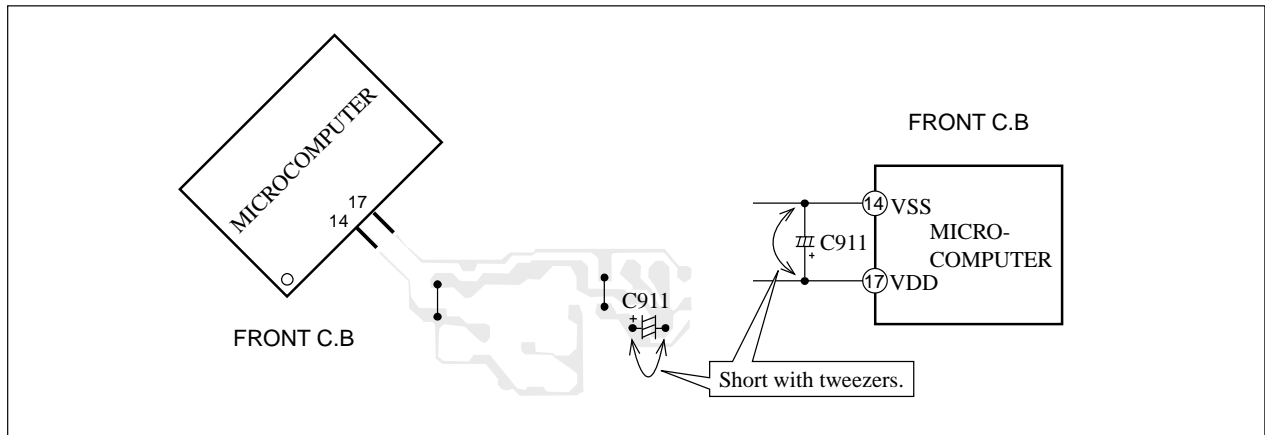 MICROCOMPUTER
17
14
FRONT C.B
C911
+
FRONT C.B
14 VSS
C911
+
MICRO-
COMPUTER
17 VDD
Short with tweezers.